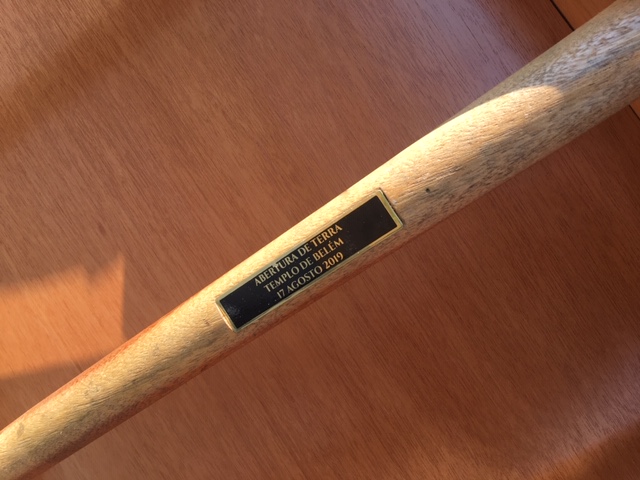 ABERTURA DE TERRA
TEMPLO DE BELÉM
17 AGOSTO 2019